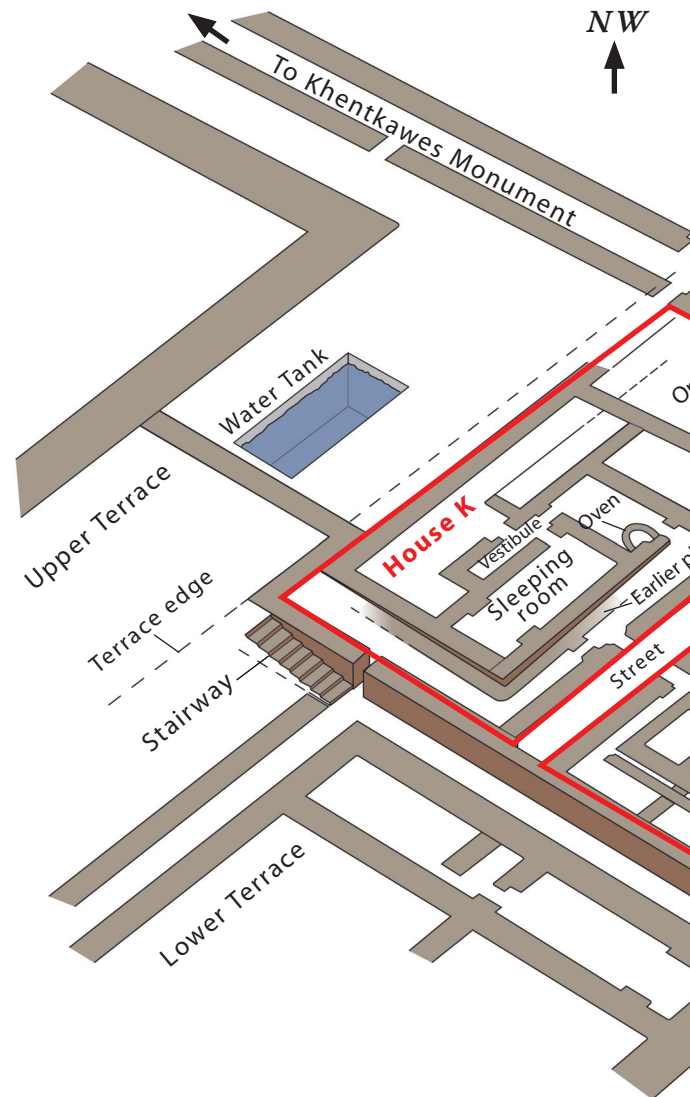 NW
To Khentkawes Monument
Water Tank
Upper Terrace
House K
Vestibule
Oven
Sleeping
room
Earlier
Terrace edge
Stairway
Street
Lower Terrace